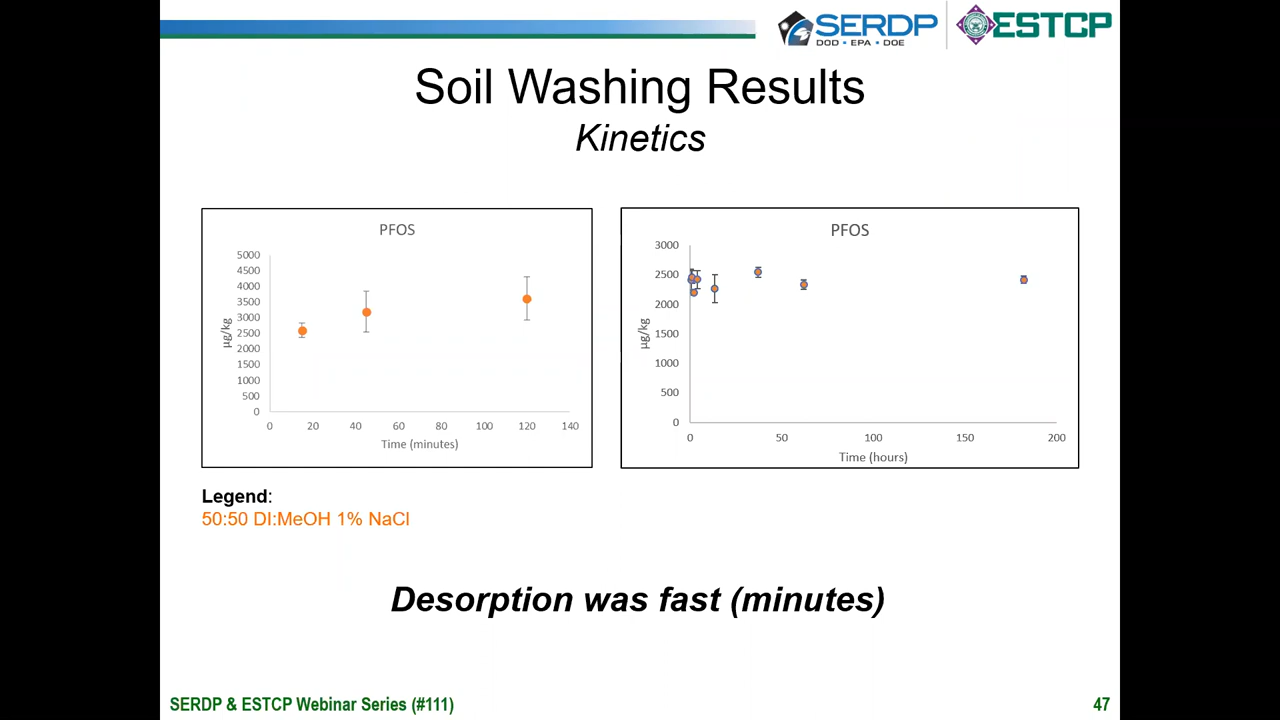 SERDP
DOD • EPA • DOE
ESTCP
Soil Washing Results
Kinetics
PFOS
5000
4500
4000
3500
3000
2500
2000
1500
1000
500
0
µg/kg
0 20 40 60 80 100 120 140
Time (minutes)
PFOS
3000
2500
2000
1500
1000
500
0
µg/kg
0 50 100 150 200
Time (hours)
Legend:
50:50 DI:MeOH 1% NaCl
Desorption was fast (minutes)
SERDP & ESTCP Webinar Series (#111)
47